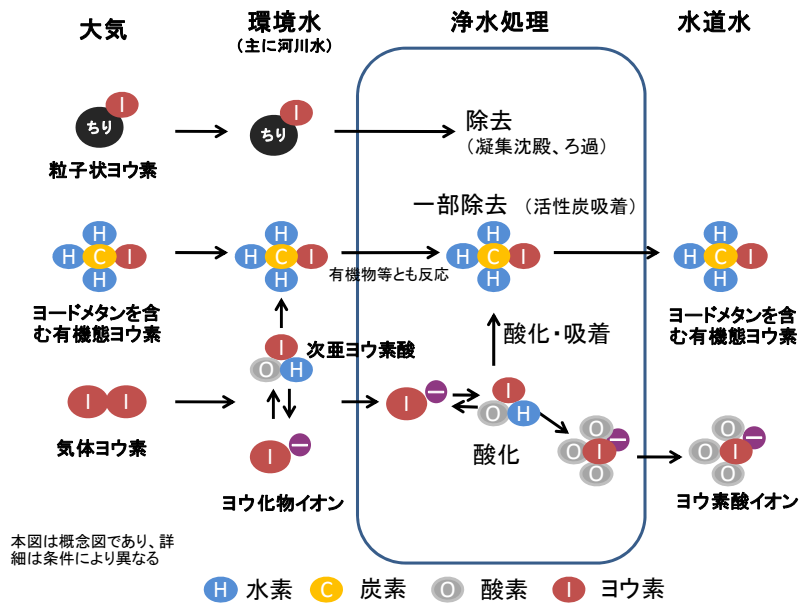 大気
環境水
(主に河川水)
浄水処理
水道水
ちり
I
ちり
I
除去
（凝集沈殿、ろ過）
粒子状ヨウ素
一部除去 （活性炭吸着）
H
H C I
H
H
H C I
H
H
H C I
H
H
H C I
H
有機物等とも反応
ヨードメタンを含
む有機態ヨウ素
ヨードメタンを含
む有機態ヨウ素
酸化・吸着
I
O H
次亜ヨウ素酸
I I
I −
I
O H
気体ヨウ素
I −
酸化
O −
O I
O
O −
O I
O
ヨウ化物イオン
ヨウ素酸イオン
本図は概念図であり、詳
細は条件により異なる
H 水素 C 炭素 O 酸素 I ヨウ素